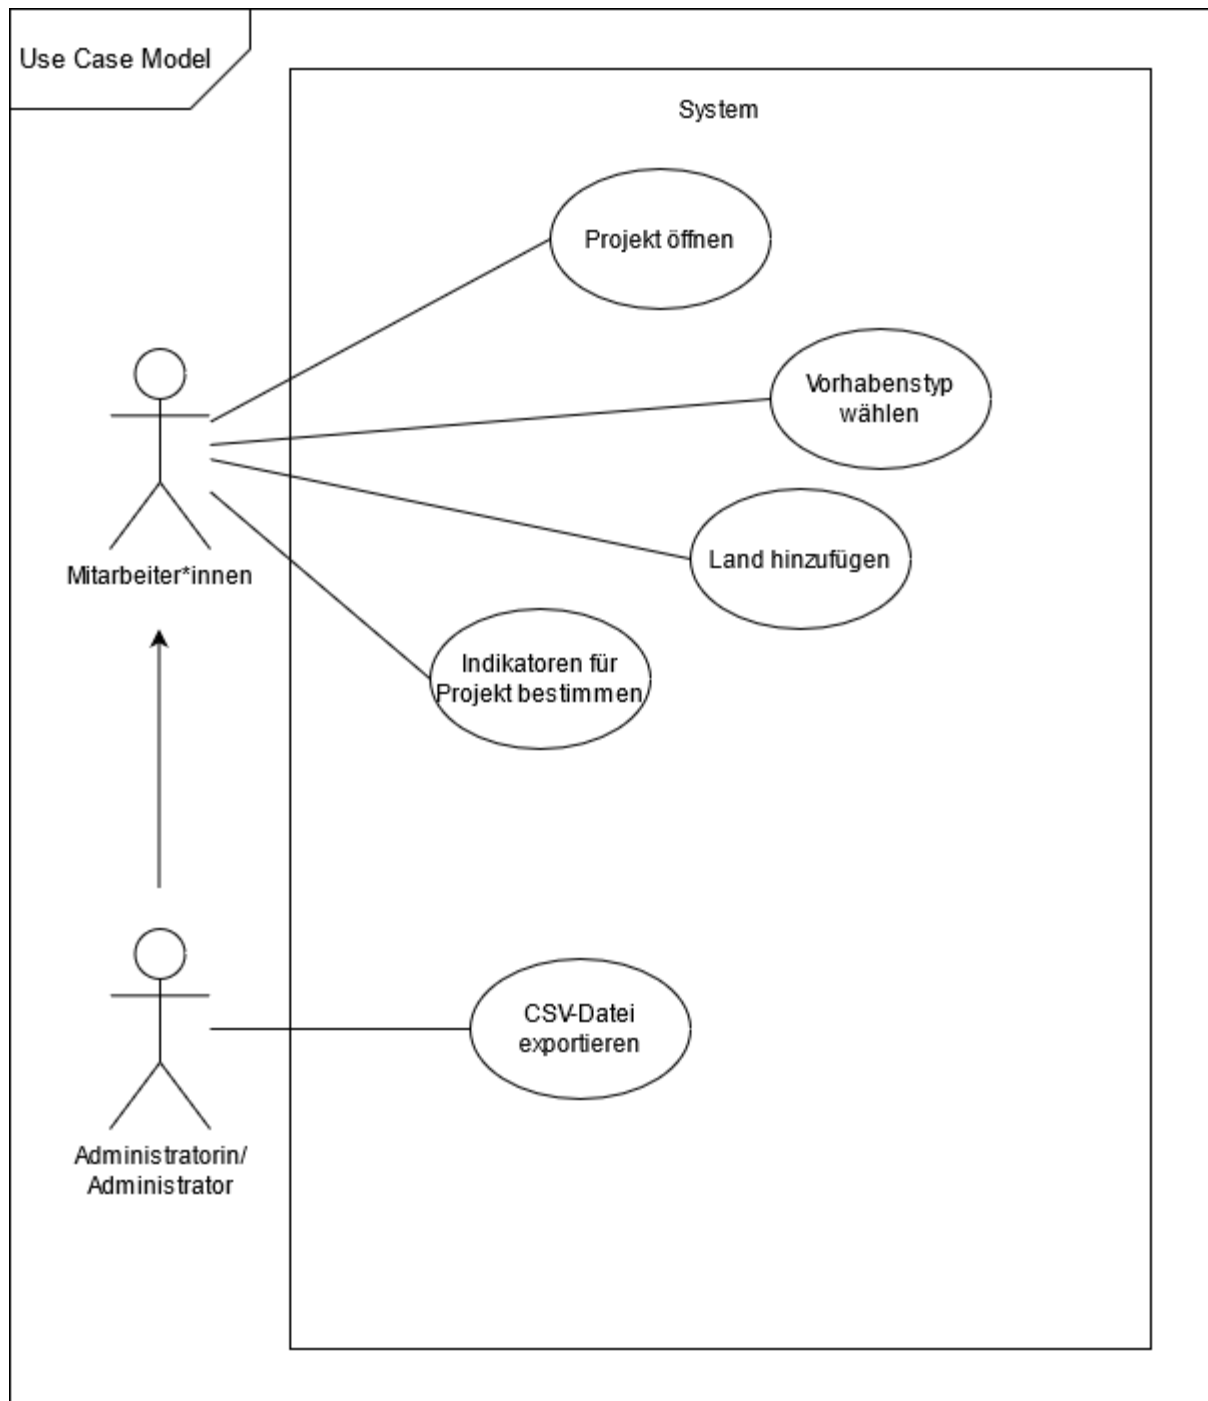 Use Case Model
System
Projekt öffnen
Vorhabenstyp
wählen
Land hinzufügen
Mitarbeiter*innen
Indikatoren für
Projekt bestimmen
CSV-Datei
exportieren
Administratorin/
Administrator